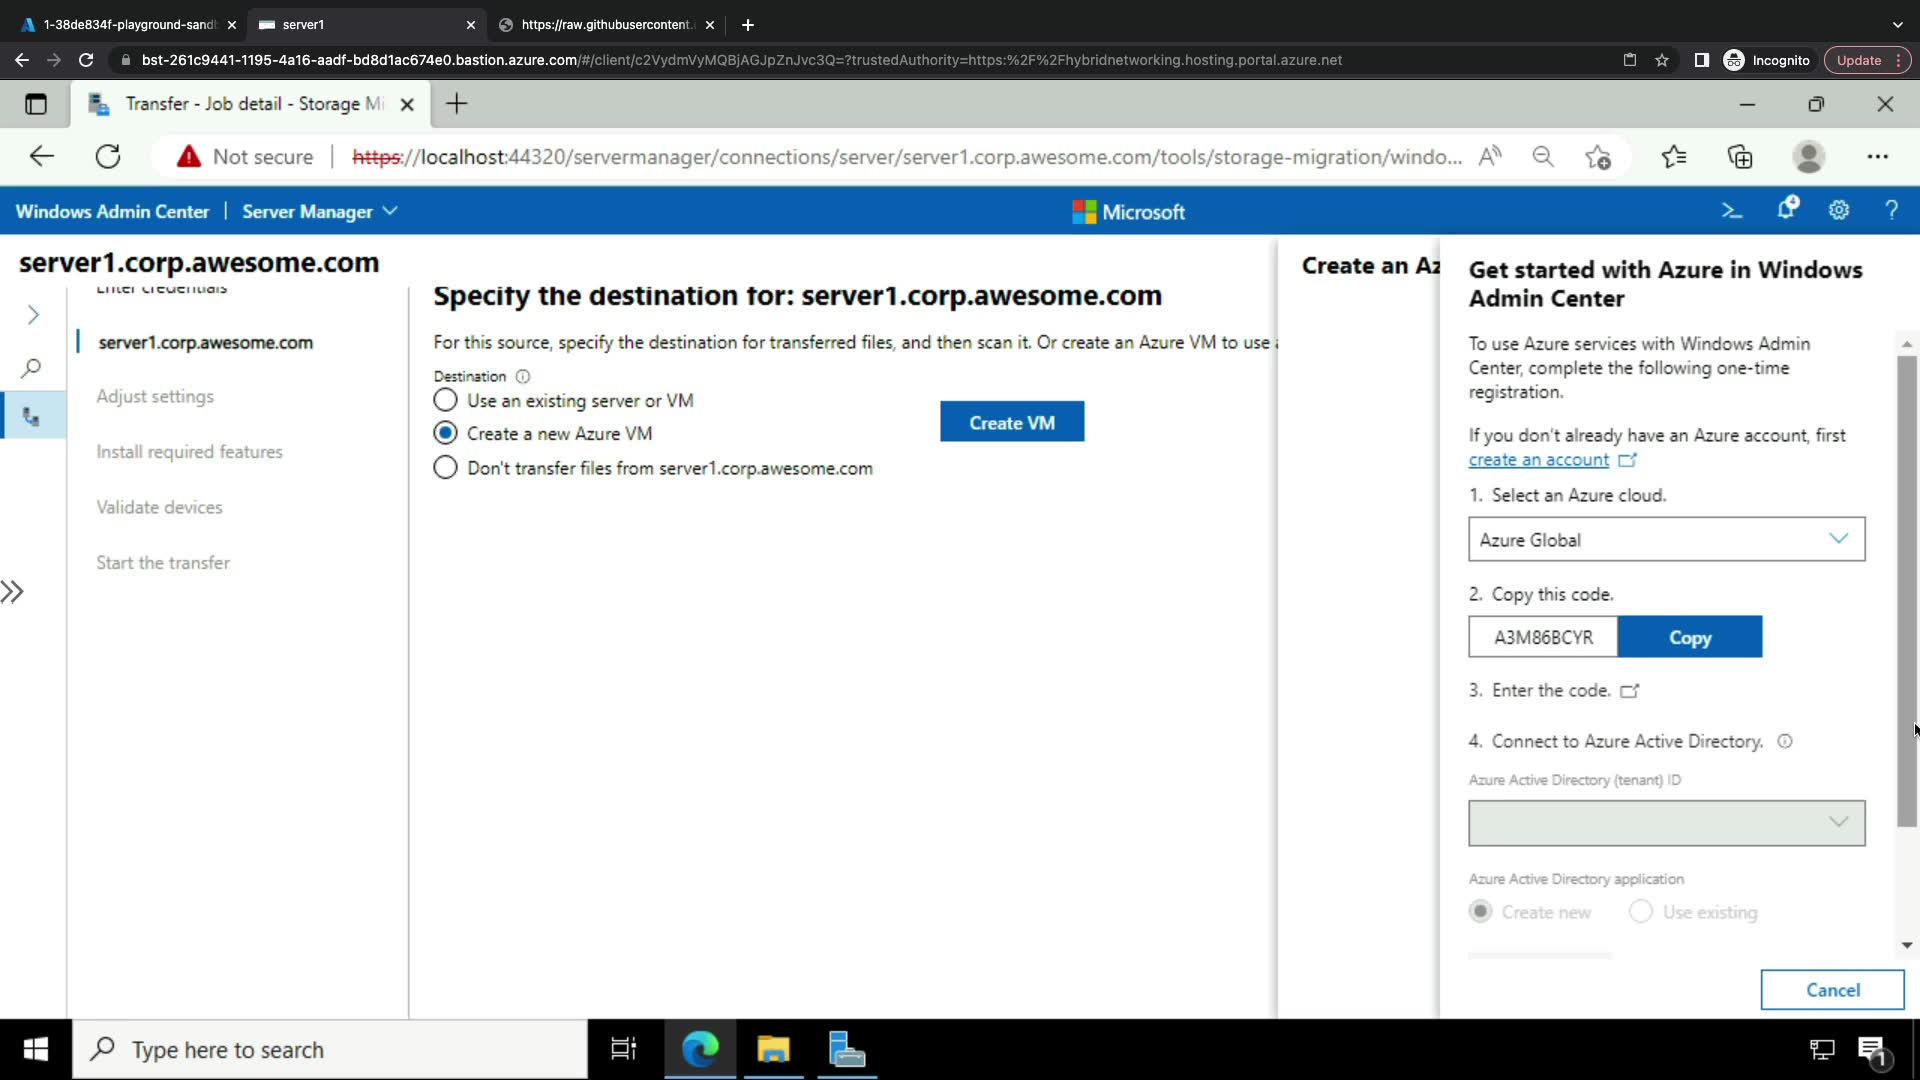 1-38de834f-playground-sandb
server1
https://raw.githubusercontent.
bst-261c9441-1195-4a16-aadf-bd8d1ac674e0.bastion.azure.com/#/client/c2VydmVyMQBjAGJpZnJvc3Q=?trustedAuthority=https:%2F%2Fhybridnetworking.hosting.portal.azure.net
Incognito
Update
Transfer - Job detail - Storage Mi
Not secure
https://localhost:44320/servermanager/connections/server/server1.corp.awesome.com/tools/storage-migration/windo...
Windows Admin Center
Server Manager
Microsoft
4
server1.corp.awesome.com
Enter credentials
server1.corp.awesome.com
Adjust settings
Install required features
Validate devices
Start the transfer
Specify the destination for: server1.corp.awesome.com
For this source, specify the destination for transferred files, and then scan it. Or create an Azure VM to use a
Destination
Use an existing server or VM
Create a new Azure VM
Don't transfer files from server1.corp.awesome.com
Create VM
Create an Az
Get started with Azure in Windows
Admin Center
To use Azure services with Windows Admin
Center, complete the following one-time
registration.
If you don't already have an Azure account, first
create an account
1. Select an Azure cloud.
Azure Global
2. Copy this code.
A3M86BCYR
Copy
3. Enter the code.
4. Connect to Azure Active Directory.
Azure Active Directory (tenant) ID
Azure Active Directory application
Create new
Use existing
Cancel
Type here to search
1